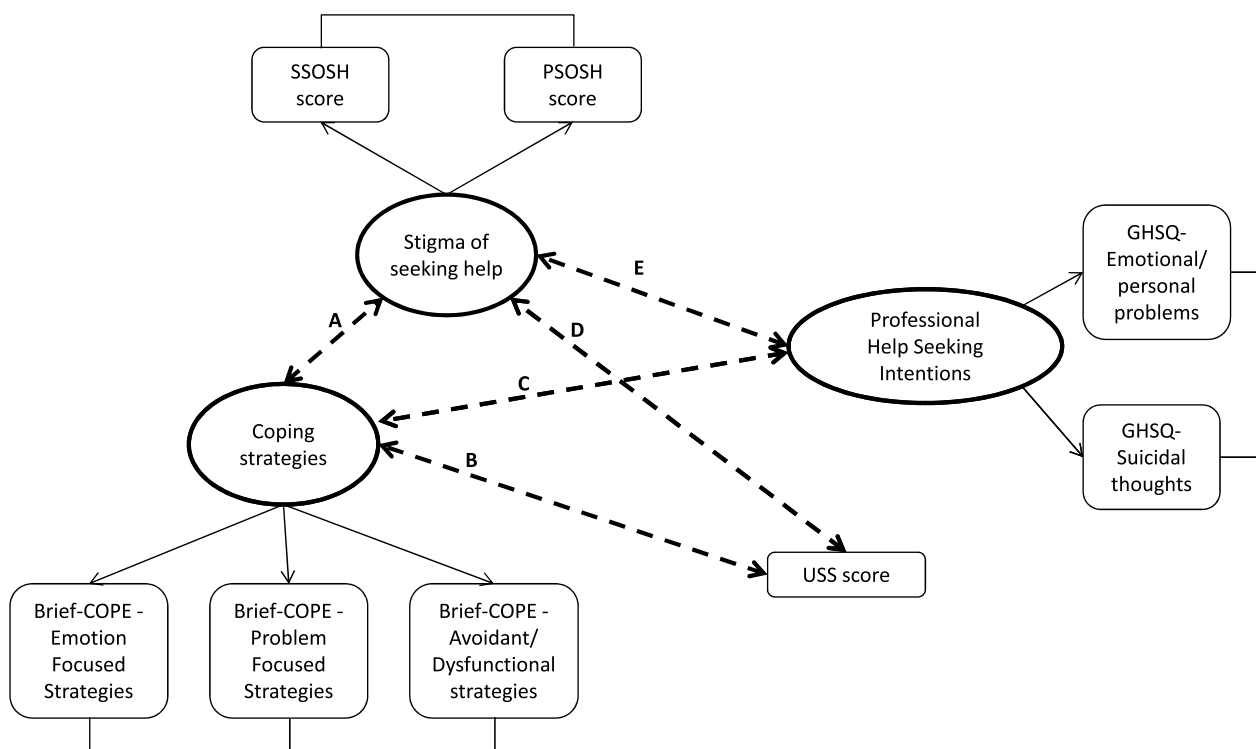 SSOSH
score
PSOSH
score
Stigma of
seeking help
E
GHSQ-
Emotional/
personal
problems
A
D
Professional
Help Seeking
Intentions
C
Coping
strategies
B
GHSQ-
Suicidal
thoughts
USS score
Brief-COPE -
Emotion
Focused
Strategies
Brief-COPE -
Problem
Focused
Strategies
Brief-COPE -
Avoidant/
Dysfunctional
strategies